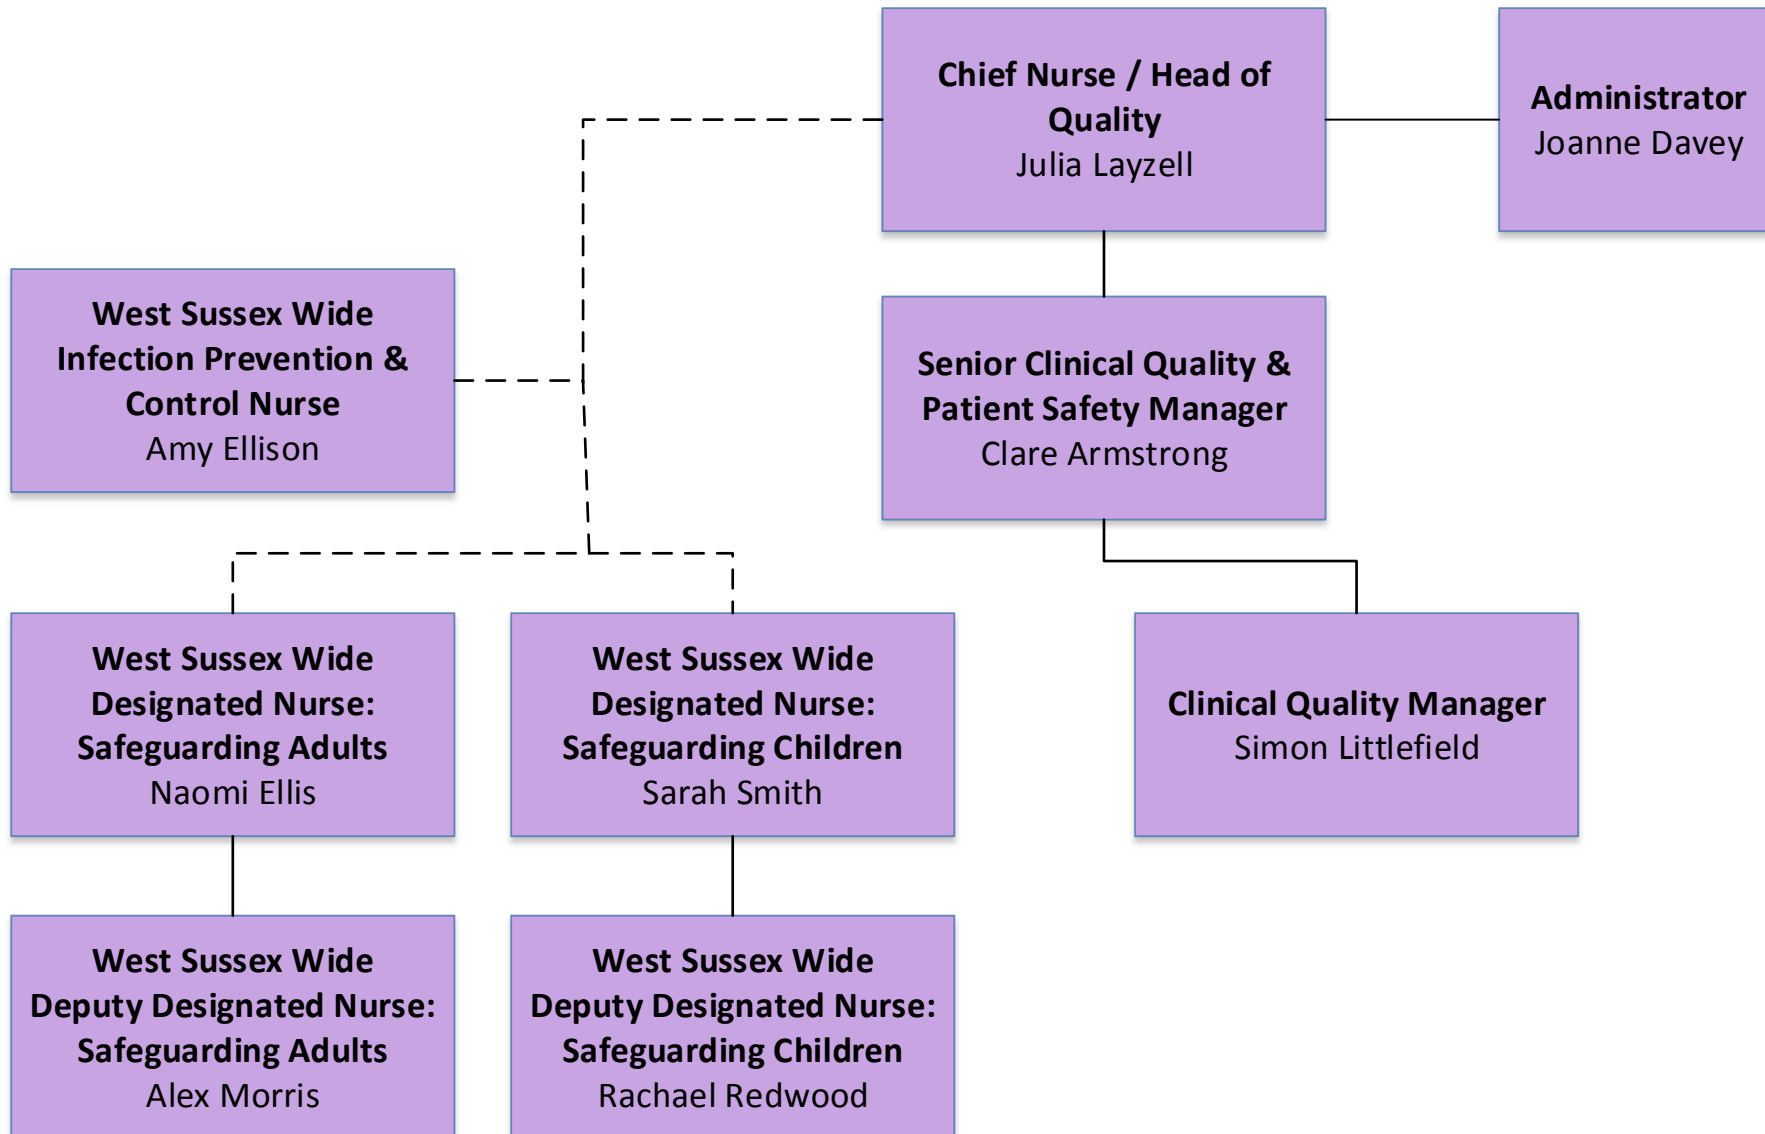 Chief Nurse / Head of
Quality
Julia Layzell
Administrator
Joanne Davey
West Sussex Wide
Infection Prevention &
Control Nurse
Amy Ellison
Senior Clinical Quality &
Patient Safety Manager
Clare Armstrong
West Sussex Wide
Designated Nurse:
Safeguarding Adults
Naomi Ellis
West Sussex Wide
Designated Nurse:
Safeguarding Children
Sarah Smith
Clinical Quality Manager
Simon Littlefield
West Sussex Wide
Deputy Designated Nurse:
Safeguarding Adults
Alex Morris
West Sussex Wide
Deputy Designated Nurse:
Safeguarding Children
Rachael Redwood